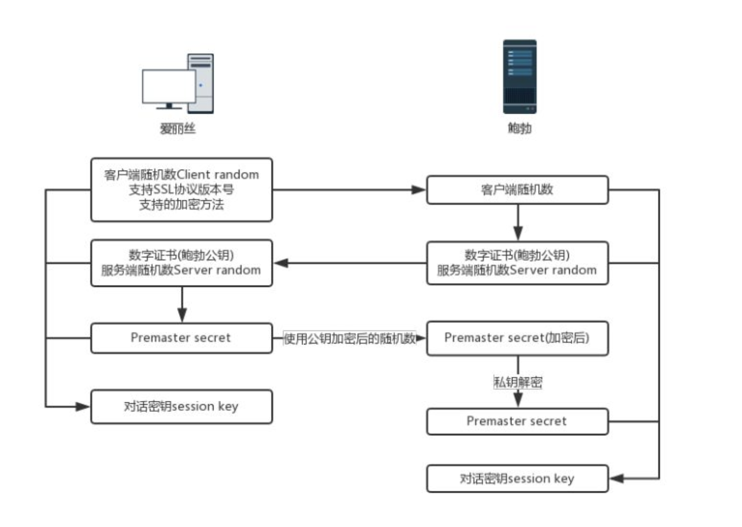 爱丽丝
鲍勃
客户端随机数Client random
支持SSL协议版本号
支持的加密方法
客户端随机数
数字证书(鲍勃公钥)
服务端随机数Server random
数字证书(鲍勃公钥)
服务端随机数Server random
Premaster secret
使用公钥加密后的随机数
Premaster secret(加密后)
私钥解密
Premaster secret
对话密钥session key
对话密钥session key